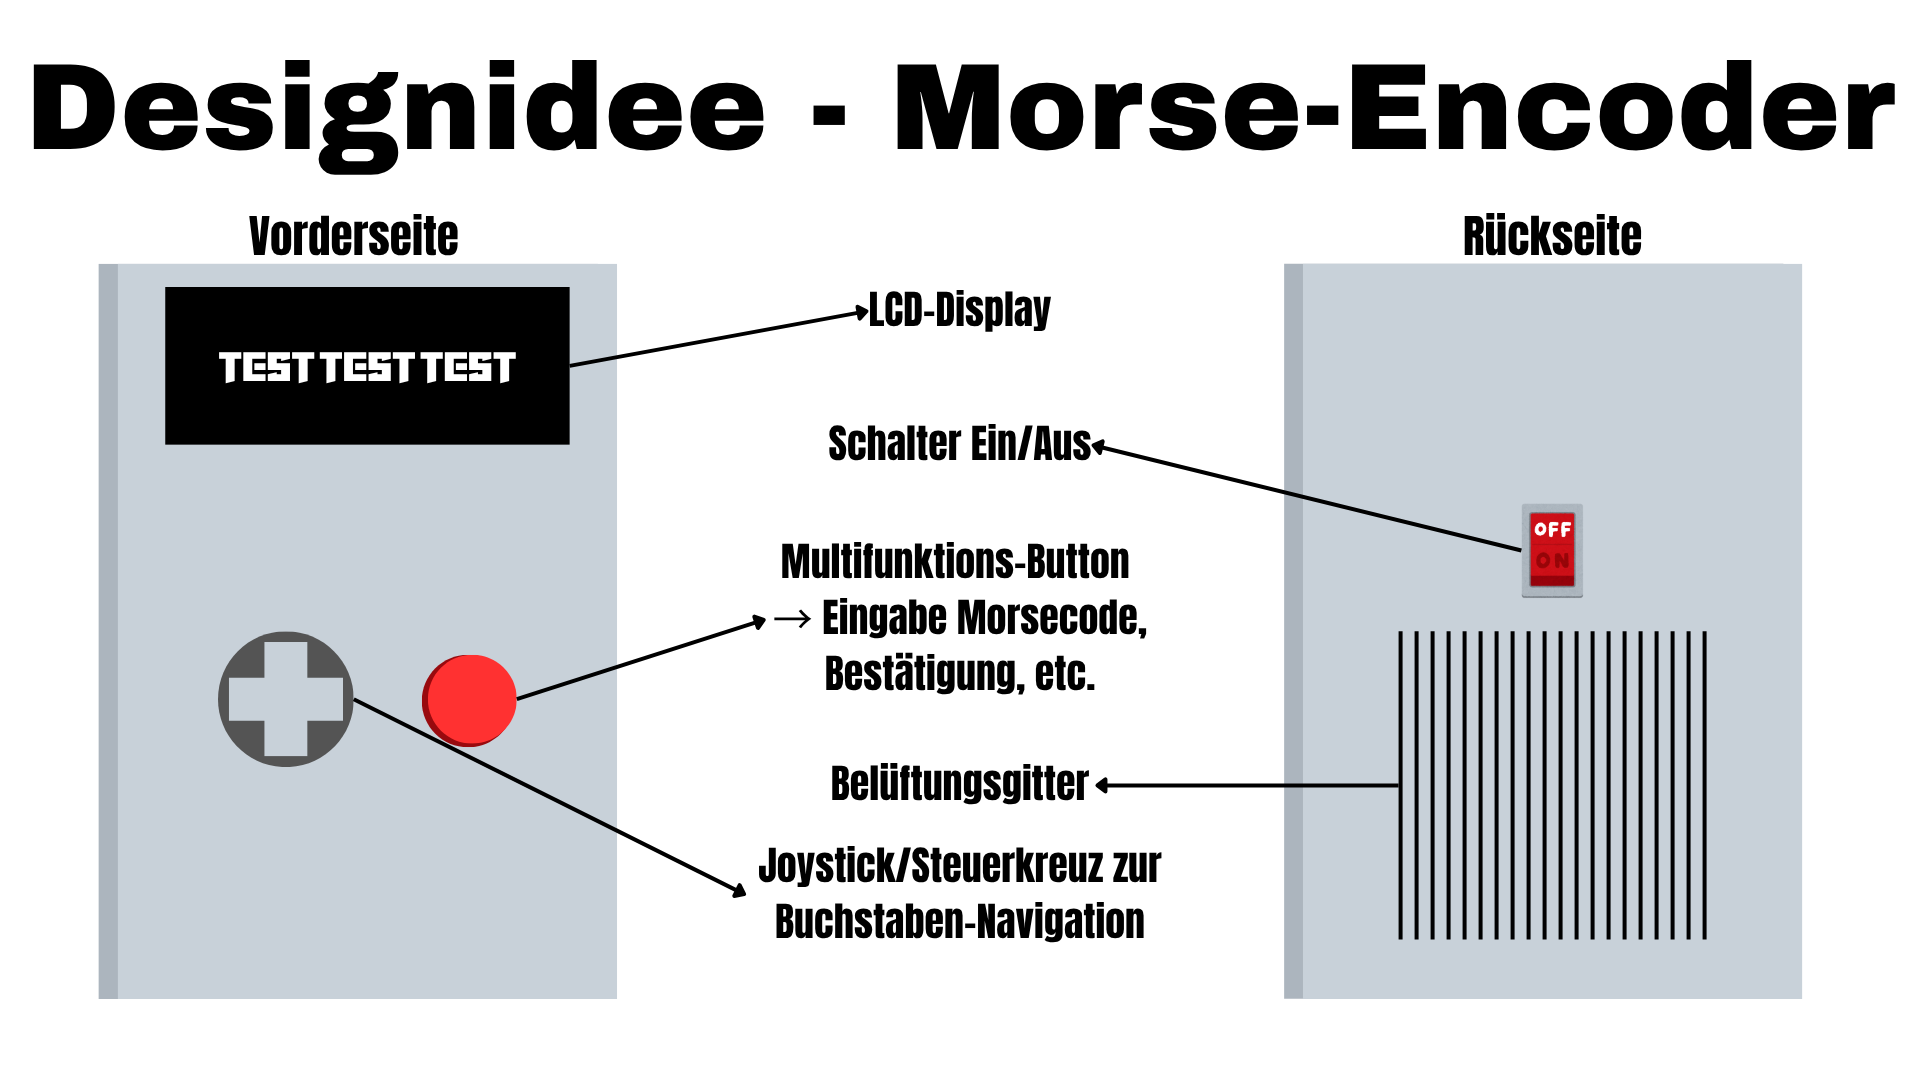 Designidee - Morse-Encoder
Vorderseite
Rückseite
TEST TEST TEST
LCD-Display
Schalter Ein/Aus
OFF
ON
Multifunktions-Button
→ Eingabe Morsecode,
Bestätigung, etc.
Belüftungsgitter
Joystick/Steuerkreuz zur
Buchstaben-Navigation